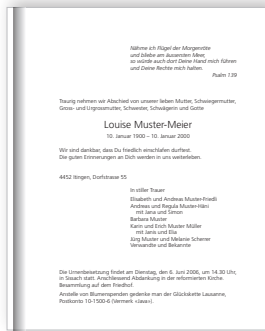 Nähme ich Flügel der Morgenröte
und bliebe am äussersten Meer,
so würde auch dort Deine Hand mich führen
und Deine Rechte mich halten.
Psalm 139
Traurig nehmen wir Abschied von unserer lieben Mutter, Schwiegermutter,
Gross- und Urgrossmutter, Schwester, Schwägerin und Gotte
Louise Muster-Meier
10. Januar 1900 – 10. Januar 2000
Wir sind dankbar, dass Du friedlich einschlafen durftest.
Die guten Erinnerungen an Dich werden in uns weiterleben.
4452 Itingen, Dorfstrasse 55
In stiller Trauer
Elisabeth und Andreas Muster-Friedli
Andreas und Regula Muster-Häni
mit Jana und Simon
Barbara Muster
Karin und Erich Muster Müller
mit Janis und Elia
Jürg Muster und Melanie Scherrer
Verwandte und Bekannte
Die Urnenbeisetzung findet am Dienstag, den 6. Juni 2006, um 14.30 Uhr,
in Sissach statt. Anschliessend Abdankung in der reformierten Kirche.
Besammlung auf dem Friedhof.
Anstelle von Blumenspenden gedenke man der Glückskette Lausanne,
Postkonto 10-1500-6 (Vermerk «Java»).